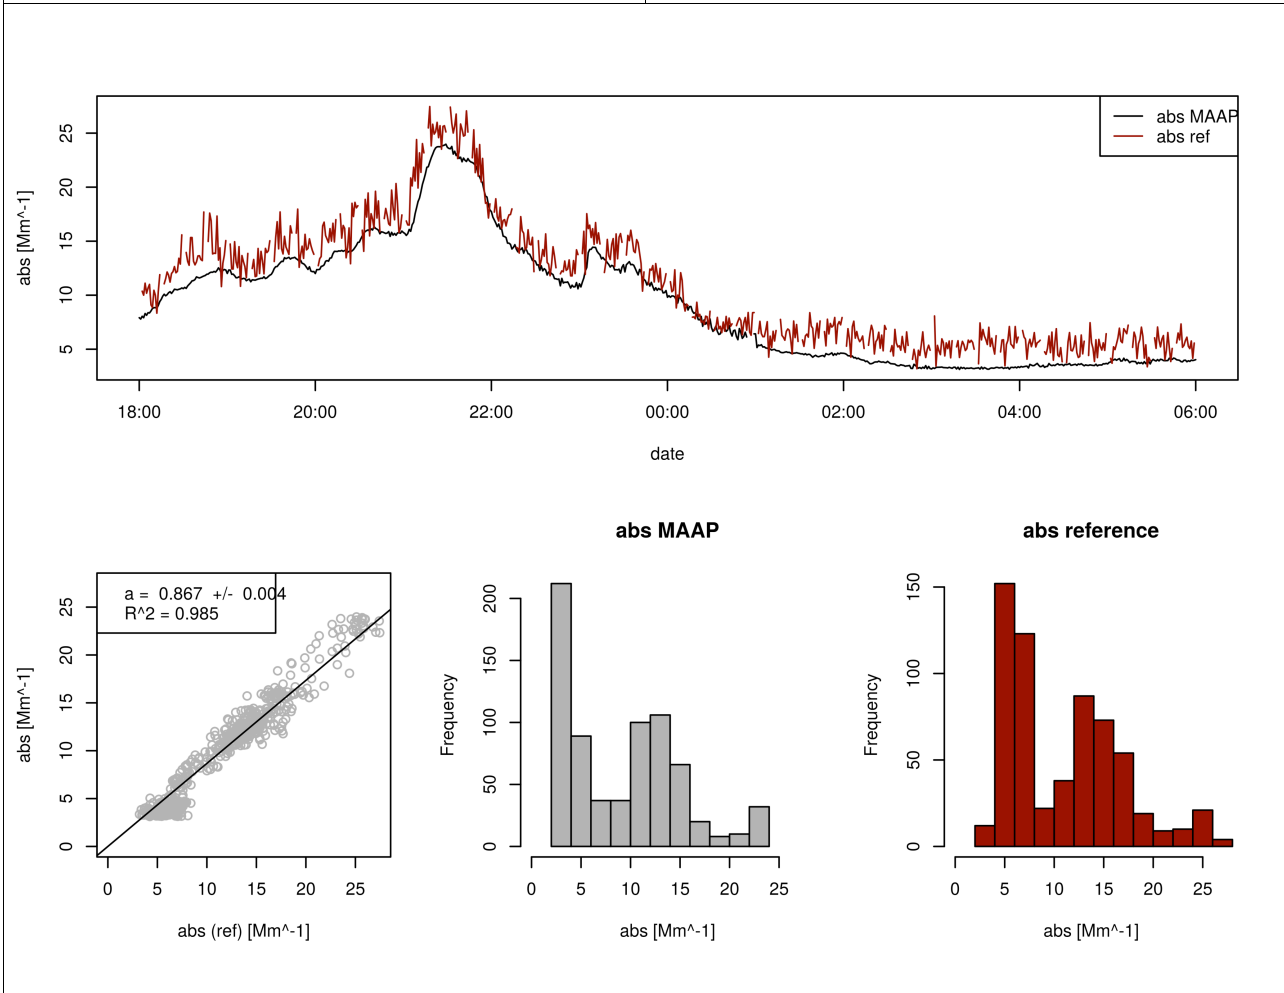 abs MAAP
abs ref
abs [Mm^-1]
25
20
15
10
5
18:00 20:00 22:00 00:00 02:00 04:00 06:00
date
a = 0.867 +/- 0.004
R^2 = 0.985
abs [Mm^-1]
25
20
15
10
5
0
0 5 10 15 20 25
abs (ref) [Mm^-1]
abs MAAP
Frequency
200
150
100
50
0
0 5 10 15 20 25
abs [Mm^-1]
abs reference
Frequency
150
100
50
0
0 5 10 15 20 25
abs [Mm^-1]